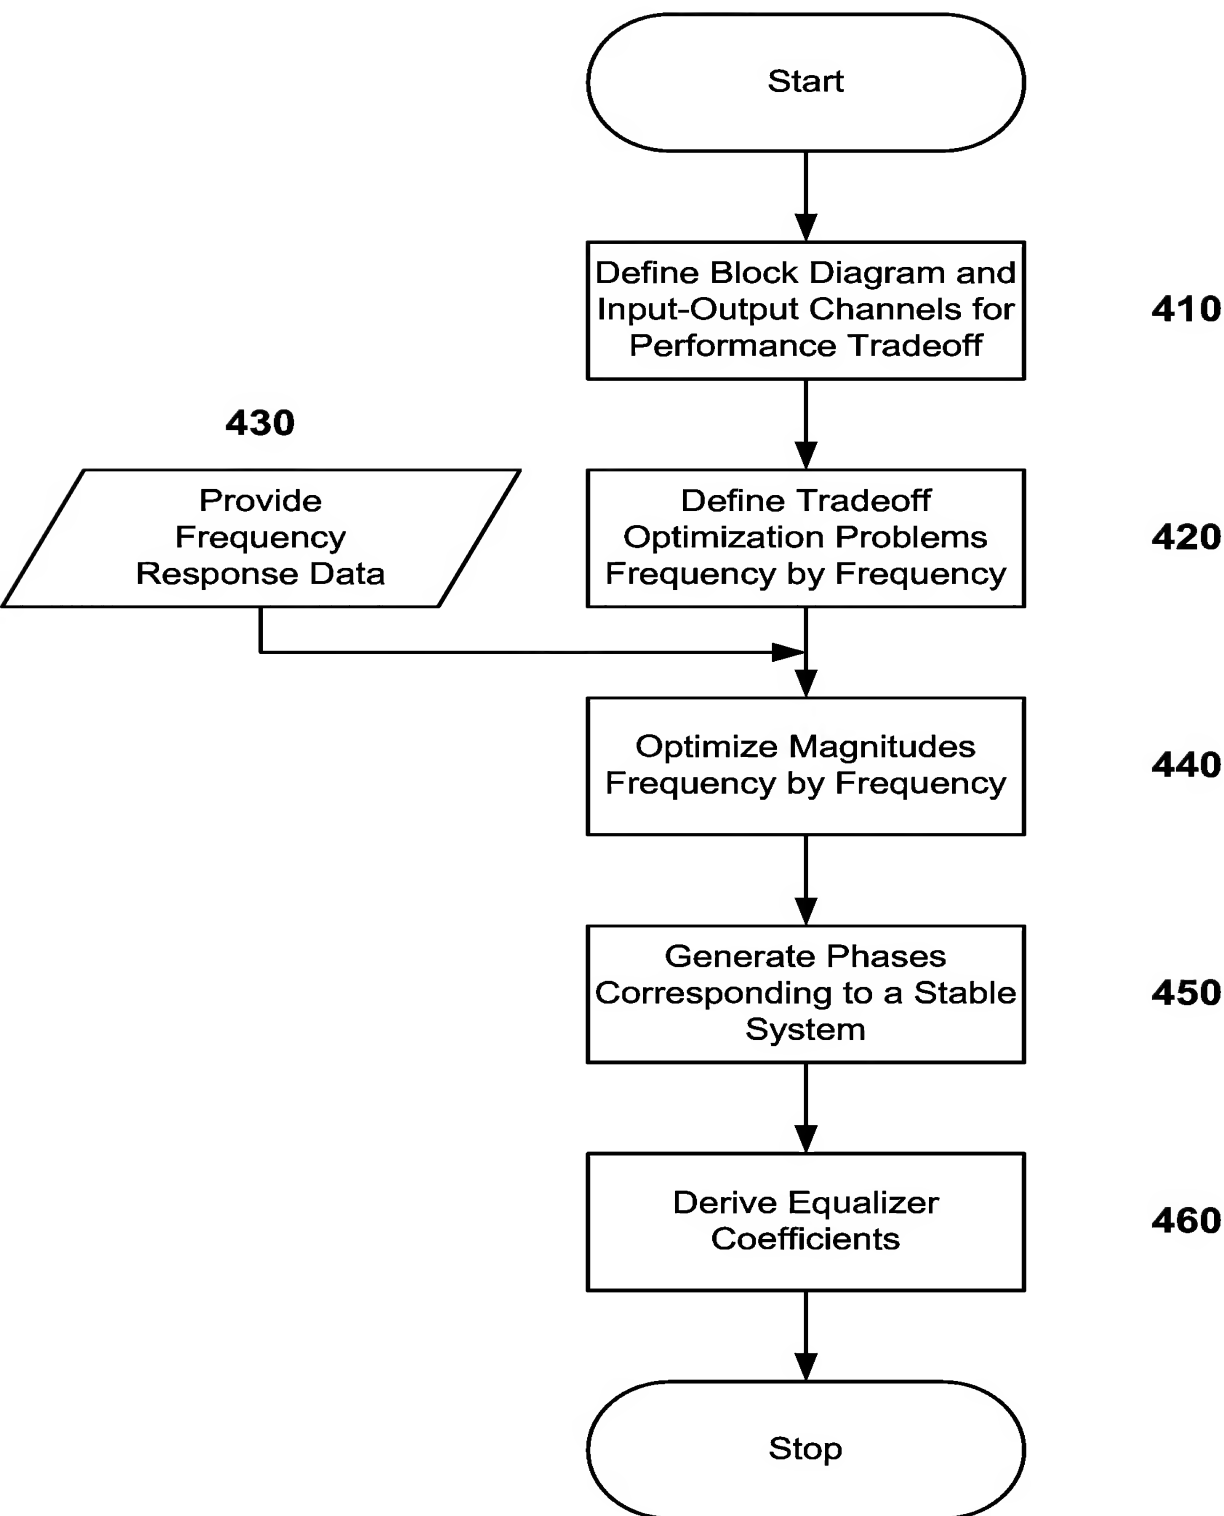 Start
Define Block Diagram and
Input-Output Channels for
Performance Tradeoff
410
430
Provide
Frequency
Response Data
Define Tradeoff
Optimization Problems
Frequency by Frequency
420
Optimize Magnitudes
Frequency by Frequency
440
Generate Phases
Corresponding to a Stable
System
450
Derive Equalizer
Coefficients
460
Stop